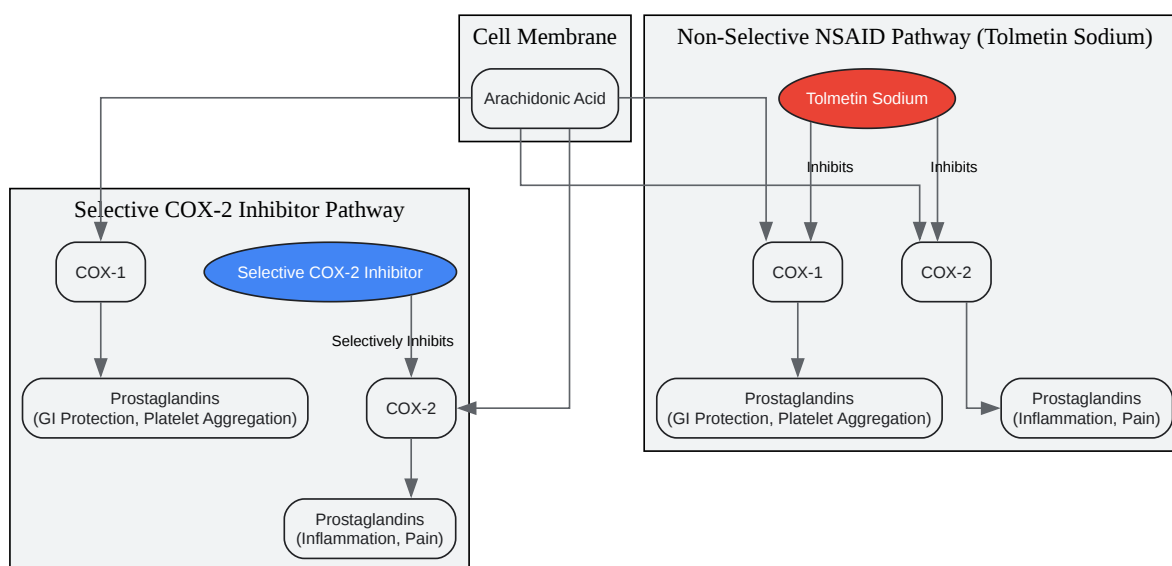 Cell Membrane
Arachidonic Acid
Non-Selective NSAID Pathway (Tolmetin Sodium)
Tolmetin Sodium
Inhibits
Inhibits
COX-1
COX-2
Prostaglandins
(GI Protection, Platelet Aggregation)
Prostaglandins
(Inflammation, Pain)
Selective COX-2 Inhibitor Pathway
COX-1
Selective COX-2 Inhibitor
Selectively Inhibits
Prostaglandins
(GI Protection, Platelet Aggregation)
COX-2
Prostaglandins
(Inflammation, Pain)